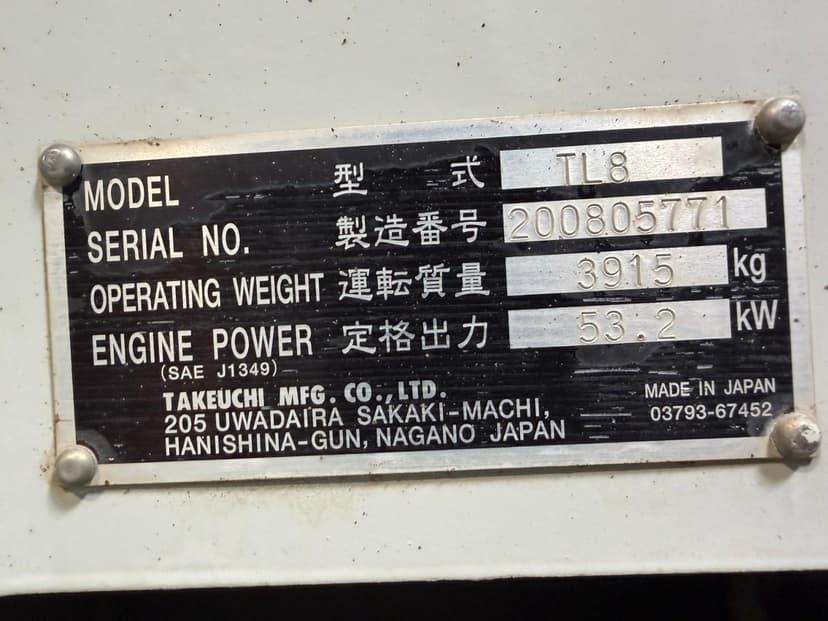 MODEL 型 式 TL8
SERIAL NO. 製造番号 200805771
OPERATING WEIGHT 運転質量 3915 kg
ENGINE POWER 定格出力 53.2 kW
(SAE J1349)
TAKEUCHI MFG. CO.,LTD.
205 UWADAIRA SAKAKI-MACHI,
HANISHINA-GUN, NAGANO JAPAN
MADE IN JAPAN
03793-67452